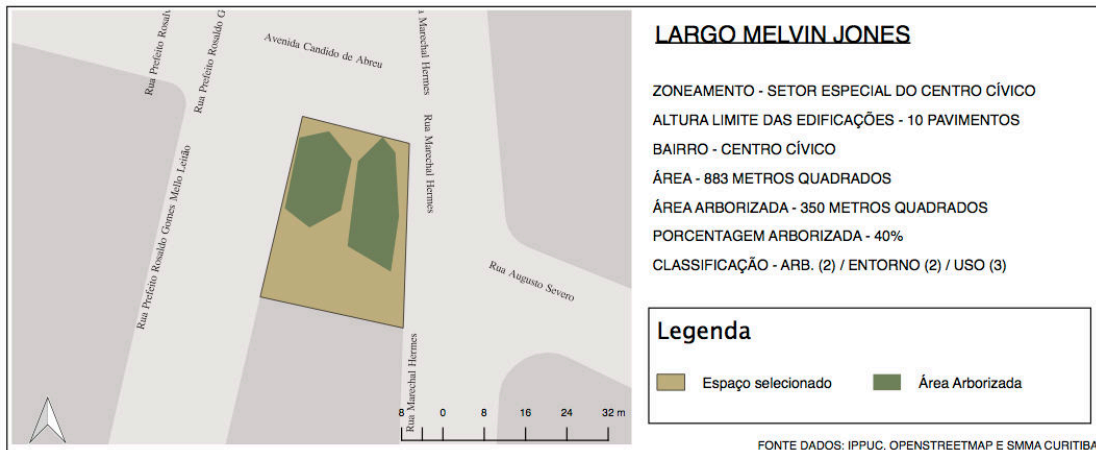 Rua Prefeito Rosaldo G
Avenida Candido de Abreu
Rua Marechal Hermes
Rua Marechal Hermes
Rua Prefeito Rosaldo Gomes Mello Leitão
Rua Augusto Severo
Rua Marechal Hermes
8 0 8 16 24 32 m
LARGO MELVIN JONES
ZONEAMENTO - SETOR ESPECIAL DO CENTRO CÍVICO
ALTURA LIMITE DAS EDIFICAÇÕES - 10 PAVIMENTOS
BAIRRO - CENTRO CÍVICO
ÁREA - 883 METROS QUADRADOS
ÁREA ARBORIZADA - 350 METROS QUADRADOS
PORCENTAGEM ARBORIZADA - 40%
CLASSIFICAÇÃO - ARB. (2) / ENTORNO (2) / USO (3)
Legenda
Espaço selecionado
Área Arborizada
FONTE DADOS: IPPUC, OPENSTREETMAP E SMMA CURITIBA